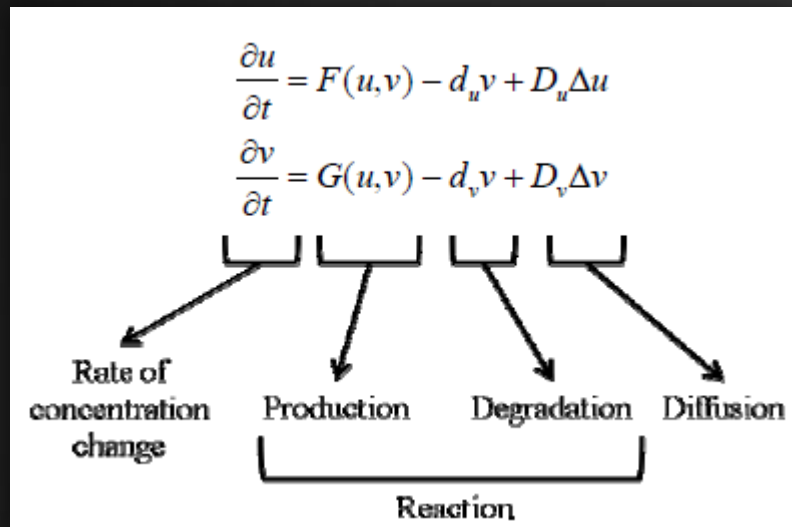 ∂u/∂t = F(u,v) − d_u v + D_u Δu
∂v/∂t = G(u,v) − d_v v + D_v Δv
Rate of
concentration
change
Production
Degradation
Diffusion
Reaction